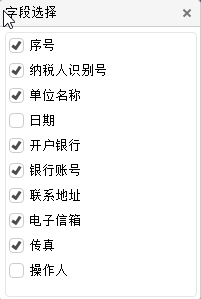 字段选择
序号
纳税人识别号
单位名称
日期
开户银行
银行账号
联系地址
电子信箱
传真
操作人